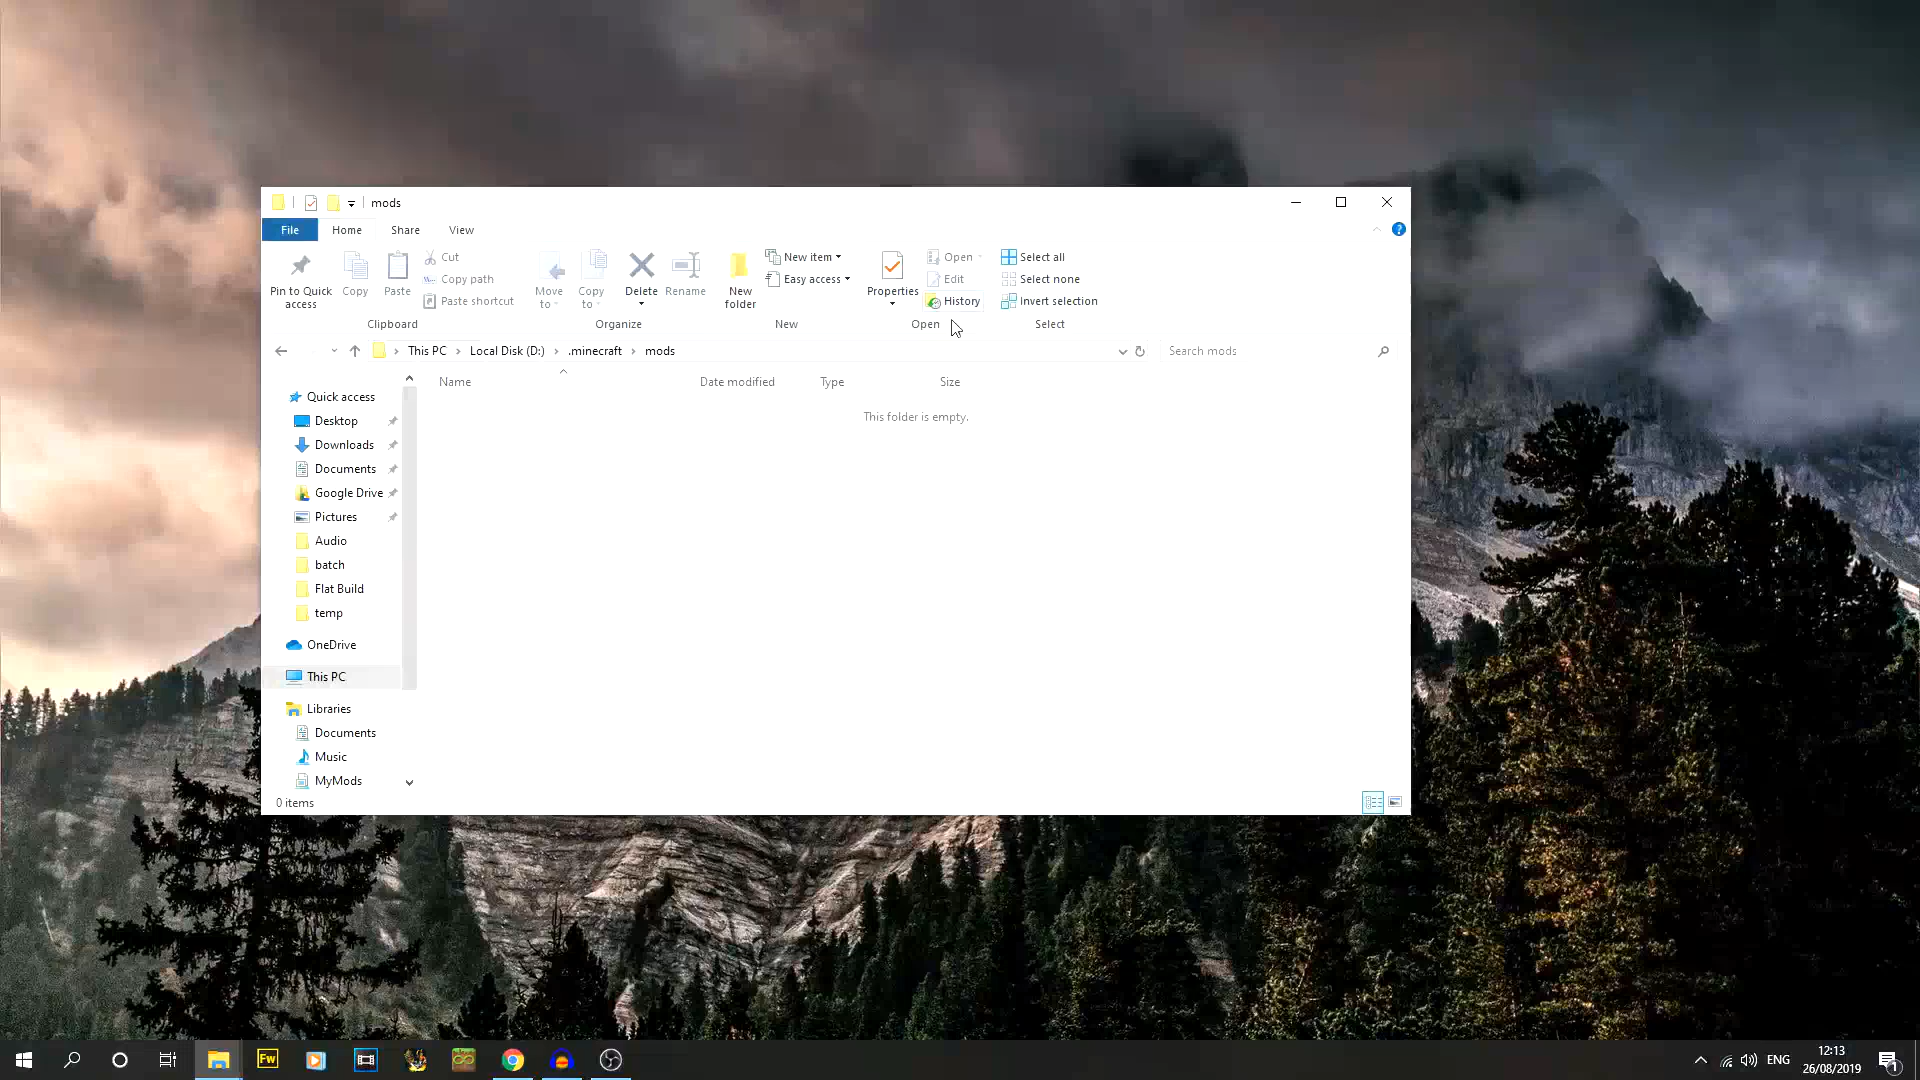 mods
File Home Share View
Pin to Quick access
Copy
Paste
Cut
Copy path
Paste shortcut
Clipboard
Move to
Copy to
Delete
Rename
Organize
New folder
New item
Easy access
New
Properties
Open
Edit
History
Open
Select all
Select none
Invert selection
Select
This PC Local Disk (D:) .minecraft mods
Search mods
Name Date modified Type Size
This folder is empty.
Quick access
Desktop
Downloads
Documents
Google Drive
Pictures
Audio
batch
Flat Build
temp
OneDrive
This PC
Libraries
Documents
Music
MyMods
0 items
Fw
ENG
12:13
26/08/2019
1